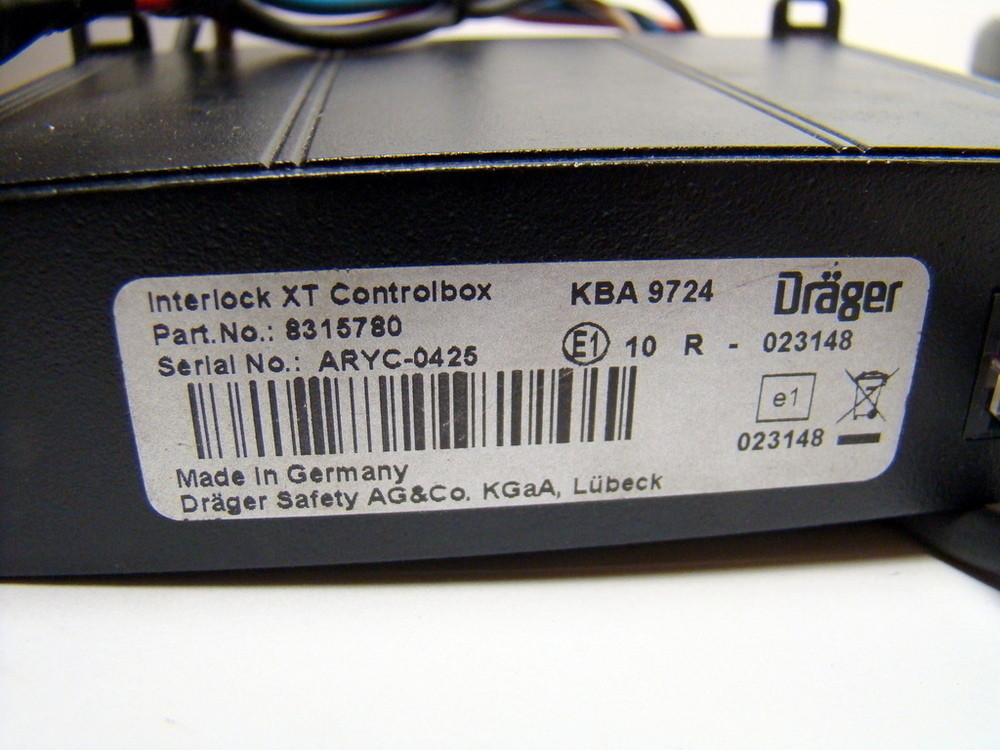 Interlock XT Controlbox
KBA 9724
Dräger
Part.No.: 8315780
Serial No.: ARYC-0425
E1 10 R - 023148
e1
023148
Made in Germany
Dräger Safety AG&Co. KGaA, Lübeck